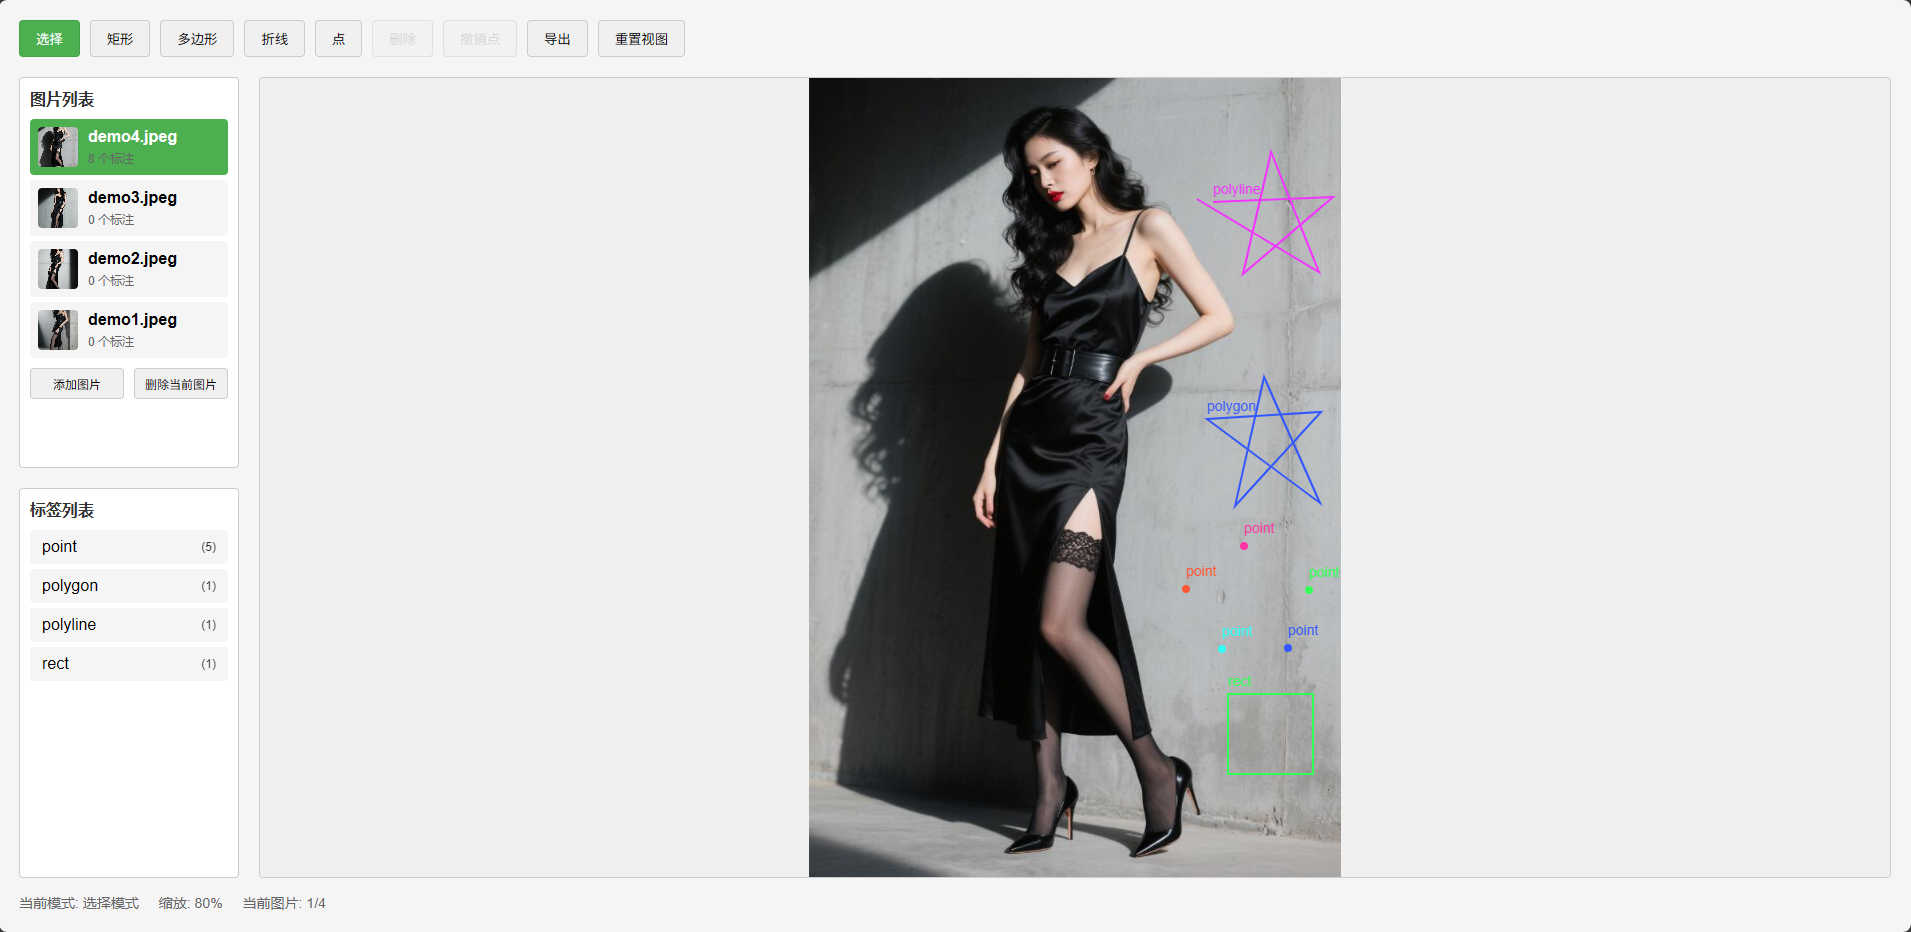 选择 矩形 多边形 折线 点 删除 撤销点 导出 重置视图
图片列表
demo4.jpeg
8 个标注
demo3.jpeg
0 个标注
demo2.jpeg
0 个标注
demo1.jpeg
0 个标注
添加图片 删除当前图片
标签列表
point (5)
polygon (1)
polyline (1)
rect (1)
polyline
polygon
point
point
point
point
point
rect
当前模式: 选择模式 缩放: 80% 当前图片: 1/4